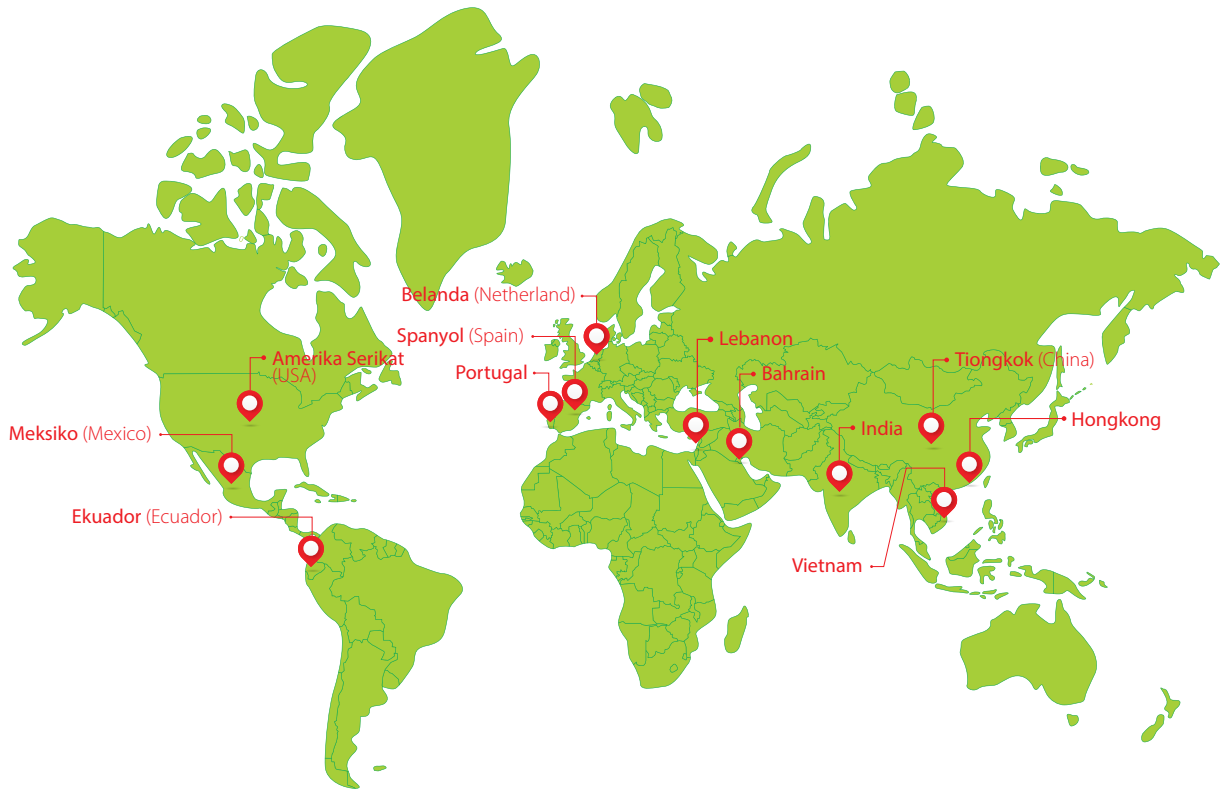 Belanda (Netherland)
Spanyol (Spain)
Lebanon
Amerika Serikat
(USA)
Tiongkok (China)
Portugal
Bahrain
Hongkong
India
Meksiko (Mexico)
Ekuador (Ecuador)
Vietnam